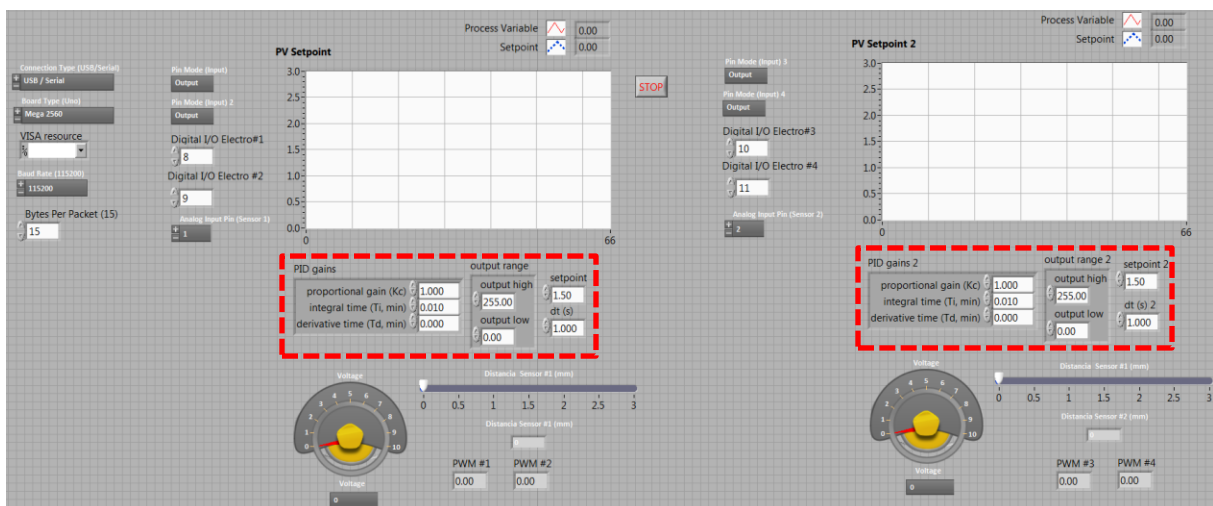 Process Variable 0.00
Setpoint 0.00
PV Setpoint
Connection Type (USB/Serial)
USB / Serial
Board Type (Uno)
Mega 2560
VISA resource
Baud Rate (115200)
115200
Bytes Per Packet (15)
15
Pin Mode (Input)
Output
Pin Mode (Input) 2
Output
Digital I/O Electro#1
8
Digital I/O Electro #2
9
Analog Input Pin (Sensor 1)
1
3.0
2.5
2.0
1.5
1.0
0.5
0.0
0 66
STOP
PID gains
proportional gain (Kc) 1.000
integral time (Ti, min) 0.010
derivative time (Td, min) 0.000
output range
output high
255.00
output low
0.00
setpoint
1.50
dt (s)
1.000
Voltage
0 1 2 3 4 5 6 7 8 9 10
Voltage
0
Distancia Sensor #1 (mm)
0 0.5 1 1.5 2 2.5 3
Distancia Sensor #1 (mm)
0
PWM #1 PWM #2
0.00 0.00
Process Variable 0.00
Setpoint 0.00
PV Setpoint 2
Pin Mode (Input) 3
Output
Pin Mode (Input) 4
Output
Digital I/O Electro#3
10
Digital I/O Electro #4
11
Analog Input Pin (Sensor 2)
2
3.0
2.5
2.0
1.5
1.0
0.5
0.0
0 66
PID gains 2
proportional gain (Kc) 1.000
integral time (Ti, min) 0.010
derivative time (Td, min) 0.000
output range 2
output high
255.00
output low
0.00
setpoint 2
1.50
dt (s) 2
1.000
Voltage
0 1 2 3 4 5 6 7 8 9 10
Voltage
0
Distancia Sensor #1 (mm)
0 0.5 1 1.5 2 2.5 3
Distancia Sensor #2 (mm)
0
PWM #3 PWM #4
0.00 0.00